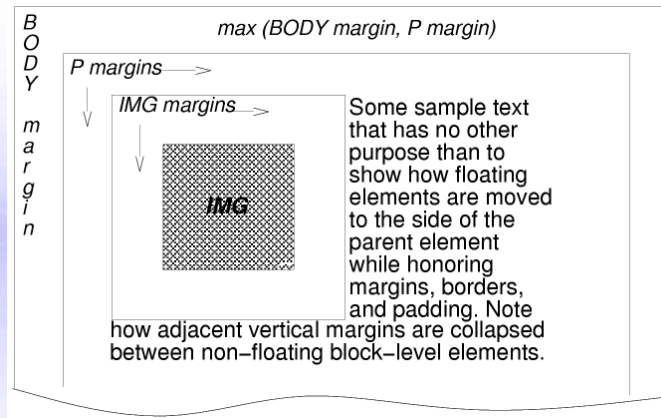 BODY margin
max (BODY margin, P margin)
P margins
IMG margins
IMG
Some sample text
that has no other
purpose than to
show how floating
elements are moved
to the side of the
parent element
while honoring
margins, borders,
and padding. Note
how adjacent vertical margins are collapsed
between non-floating block-level elements.